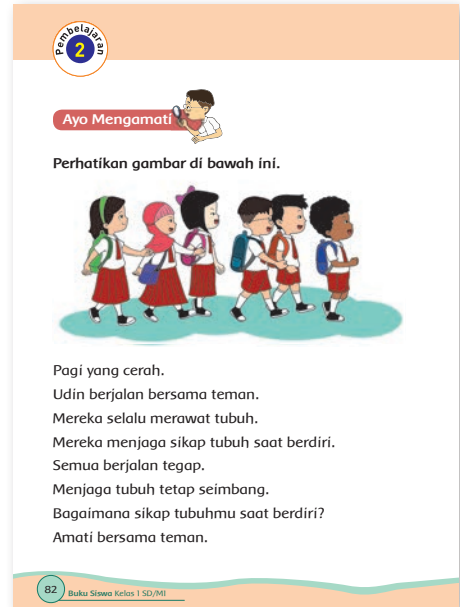 Pembelajaran
2
Ayo Mengamati
Perhatikan gambar di bawah ini.
Pagi yang cerah.
Udin berjalan bersama teman.
Mereka selalu merawat tubuh.
Mereka menjaga sikap tubuh saat berdiri.
Semua berjalan tegap.
Menjaga tubuh tetap seimbang.
Bagaimana sikap tubuhmu saat berdiri?
Amati bersama teman.
82 Buku Siswa Kelas 1 SD/MI